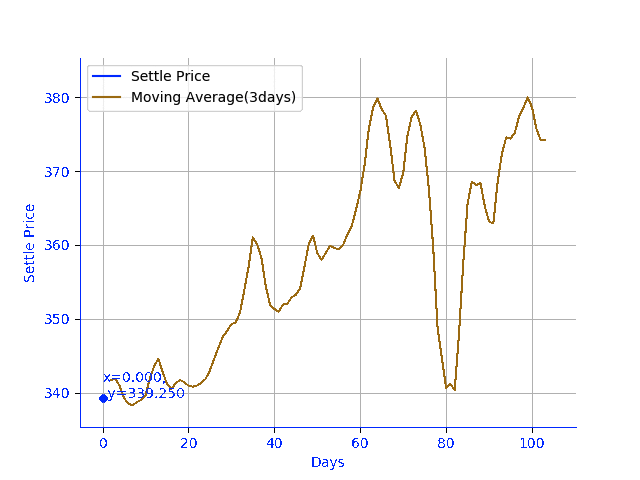 Settle Price
Moving Average(3days)
380
370
360
350
340
Settle Price
x=0.000,
y=339.250
0 20 40 60 80 100
Days